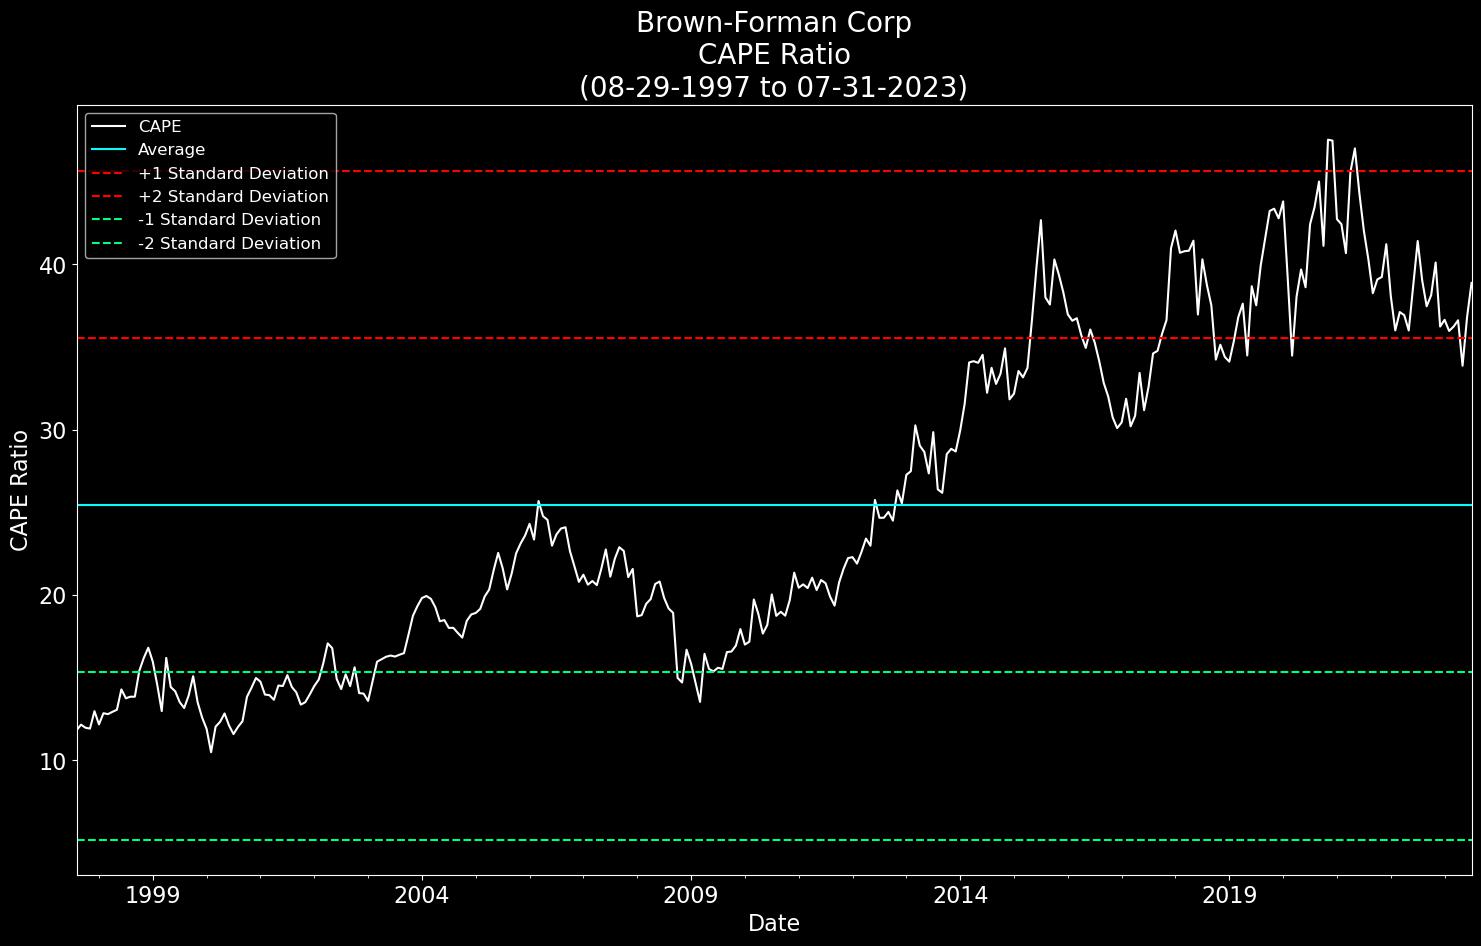 Brown-Forman Corp
CAPE Ratio
(08-29-1997 to 07-31-2023)
CAPE
Average
+1 Standard Deviation
+2 Standard Deviation
-1 Standard Deviation
-2 Standard Deviation
40
30
20
10
CAPE Ratio
1999 2004 2009 2014 2019
Date